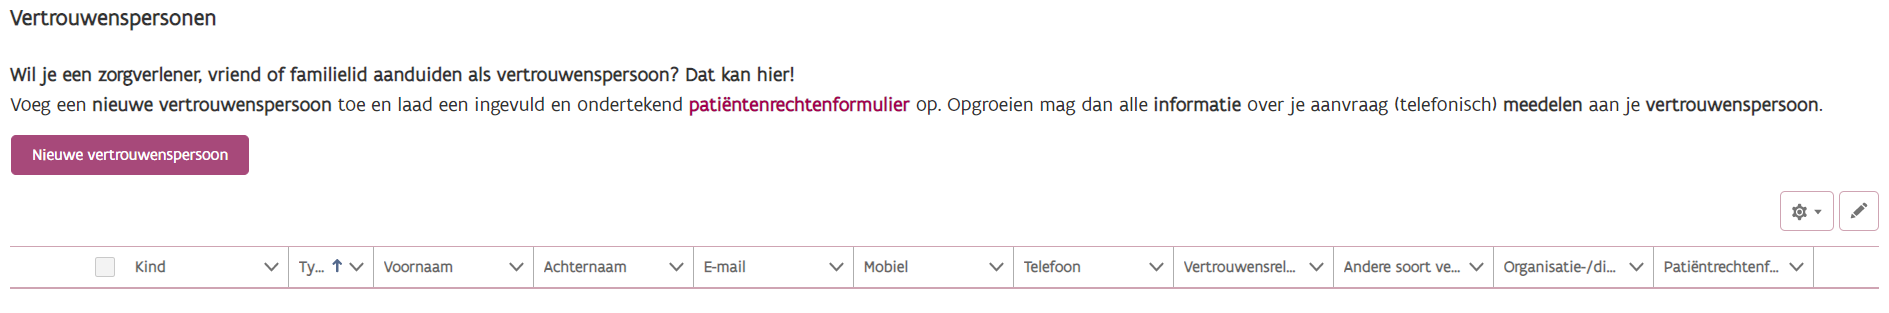 Vertrouwenspersonen
Wil je een zorgverlener, vriend of familielid aanduiden als vertrouwenspersoon? Dat kan hier!
Voeg een nieuwe vertrouwenspersoon toe en laad een ingevuld en ondertekend patiëntenrechtenformulier op. Opgroeien mag dan alle informatie over je aanvraag (telefonisch) meedelen aan je vertrouwenspersoon.
Nieuwe vertrouwenspersoon
Kind Ty... Voornaam Achternaam E-mail Mobiel Telefoon Vertrouwensrel... Andere soort ve... Organisatie-/di... Patiëntrechtenf...